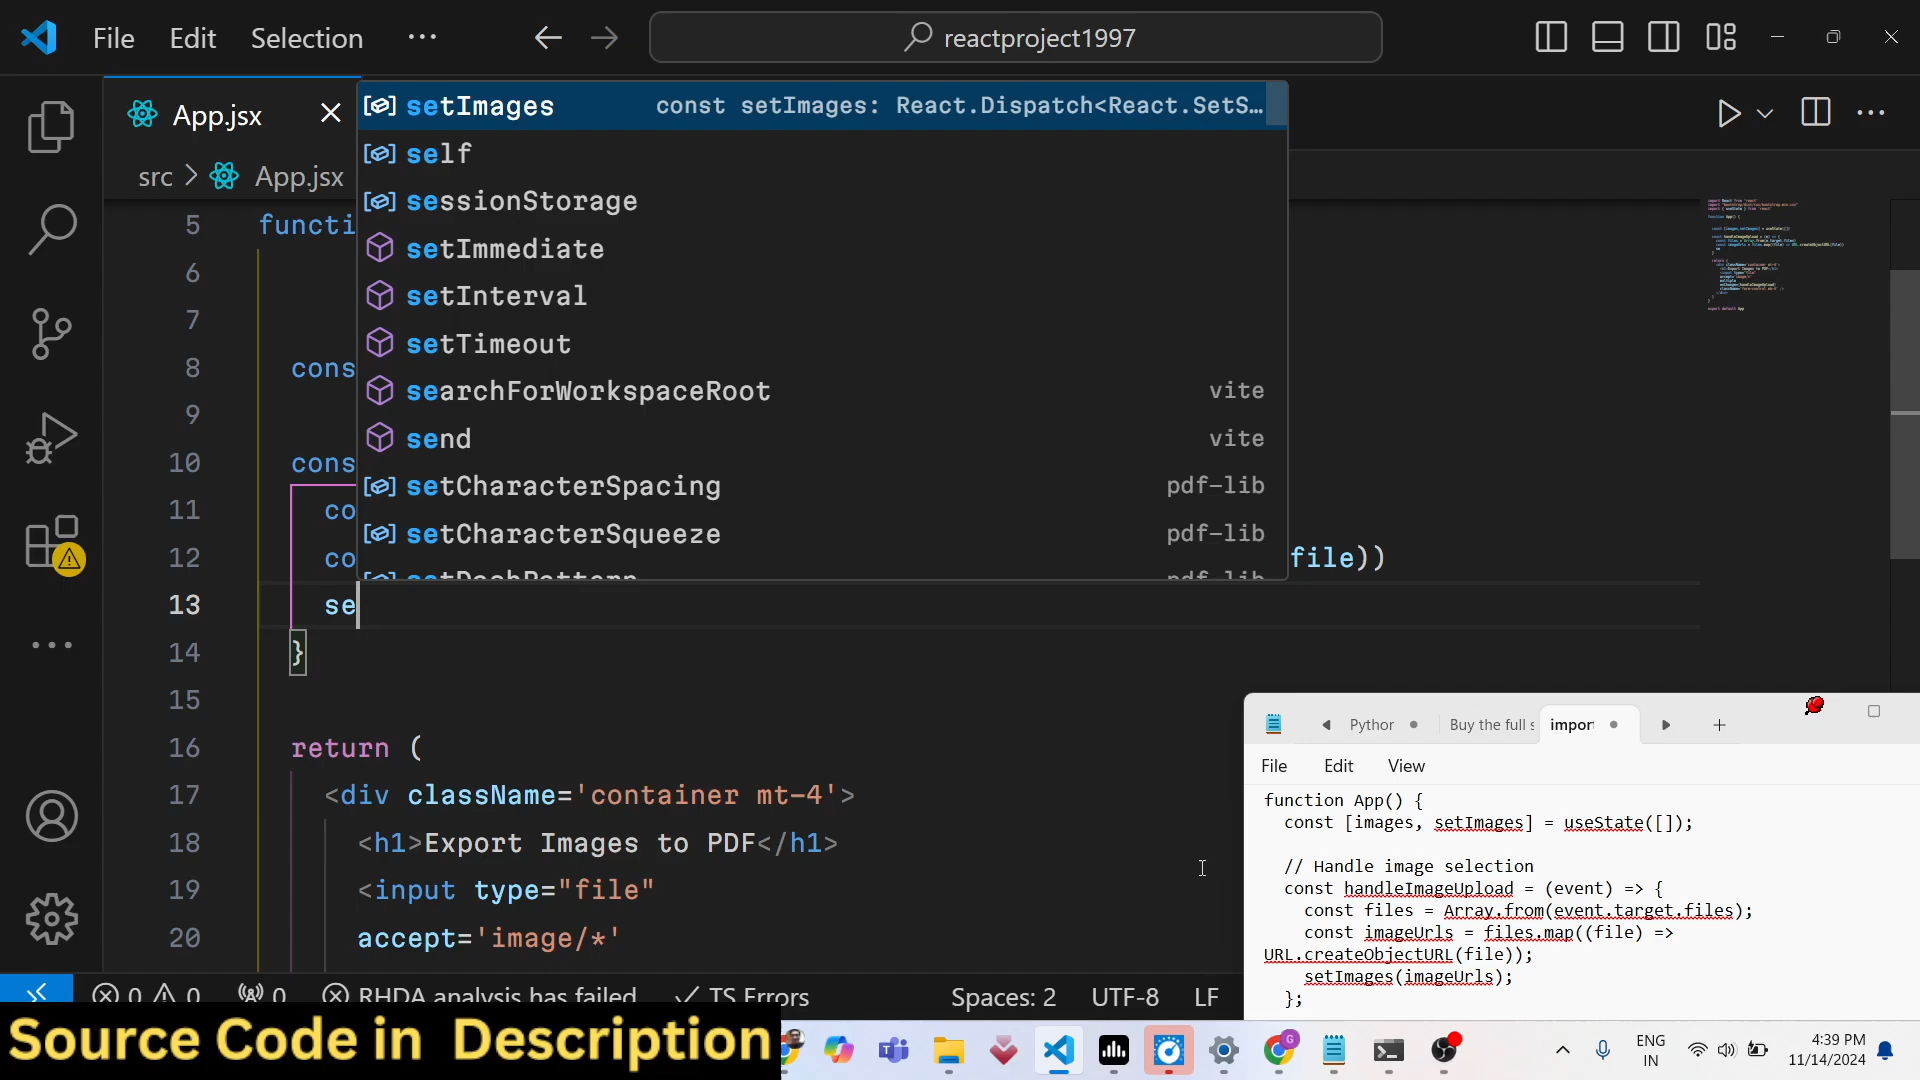 File Edit Selection ··· reactproject1997
App.jsx
src > App.jsx
setImages const setImages: React.Dispatch<React.SetS…
self
sessionStorage
setImmediate
setInterval
setTimeout
searchForWorkspaceRoot vite
send vite
setCharacterSpacing pdf-lib
setCharacterSqueeze pdf-lib
setDashPattern pdf-lib
5 functi
6
7
8 cons
9
10 cons
11 co
12 co file))
13 se
14 }
15
16 return (
17 <div className='container mt-4'>
18 <h1>Export Images to PDF</h1>
19 <input type="file"
20 accept='image/*'
Pythor Buy the full s import
File Edit View
function App() {
const [images, setImages] = useState([]);
// Handle image selection
const handleImageUpload = (event) => {
const files = Array.from(event.target.files);
const imageUrls = files.map((file) =>
URL.createObjectURL(file));
setImages(imageUrls);
};
0 0 0 RHDA analysis has failed TS Errors Spaces: 2 UTF-8 LF
Source Code in Description
ENG
IN
4:39 PM
11/14/2024